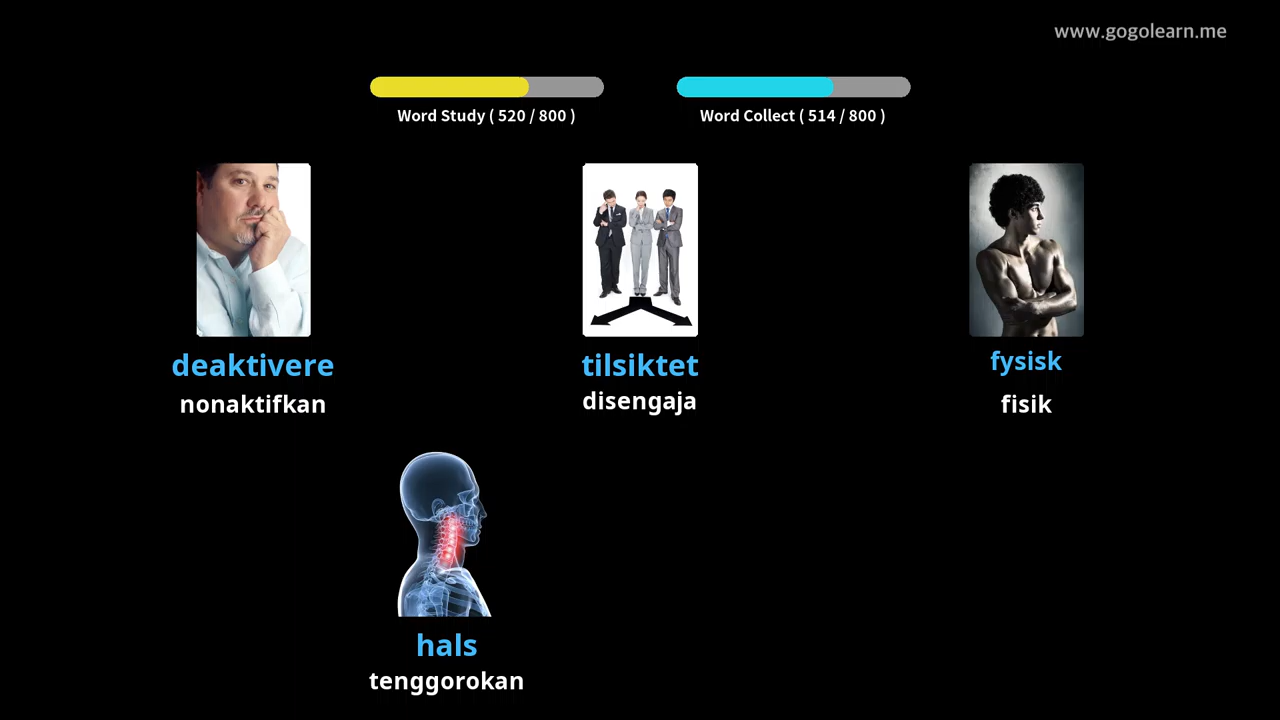 www.gogolearn.me
Word Study ( 520 / 800 )
Word Collect ( 514 / 800 )
deaktivere
nonaktifkan
tilsiktet
disengaja
fysisk
fisik
hals
tenggorokan